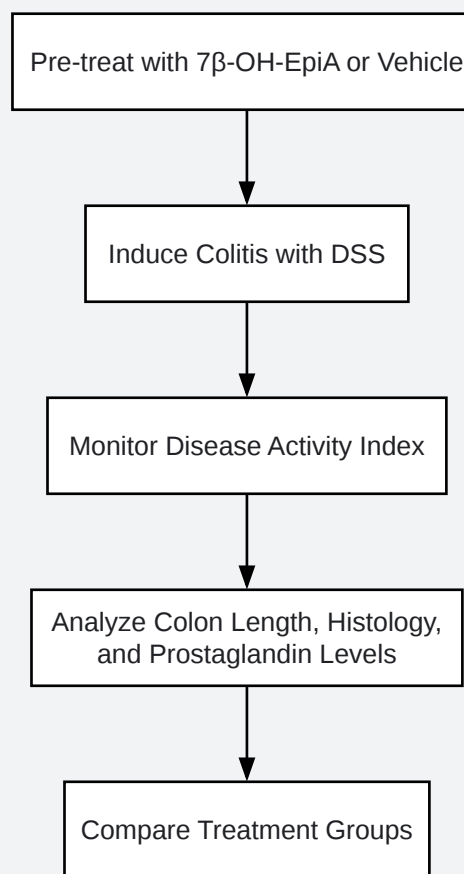 Pre-treat with 7β-OH-EpiA or Vehicle
Induce Colitis with DSS
Monitor Disease Activity Index
Analyze Colon Length, Histology,
and Prostaglandin Levels
Compare Treatment Groups